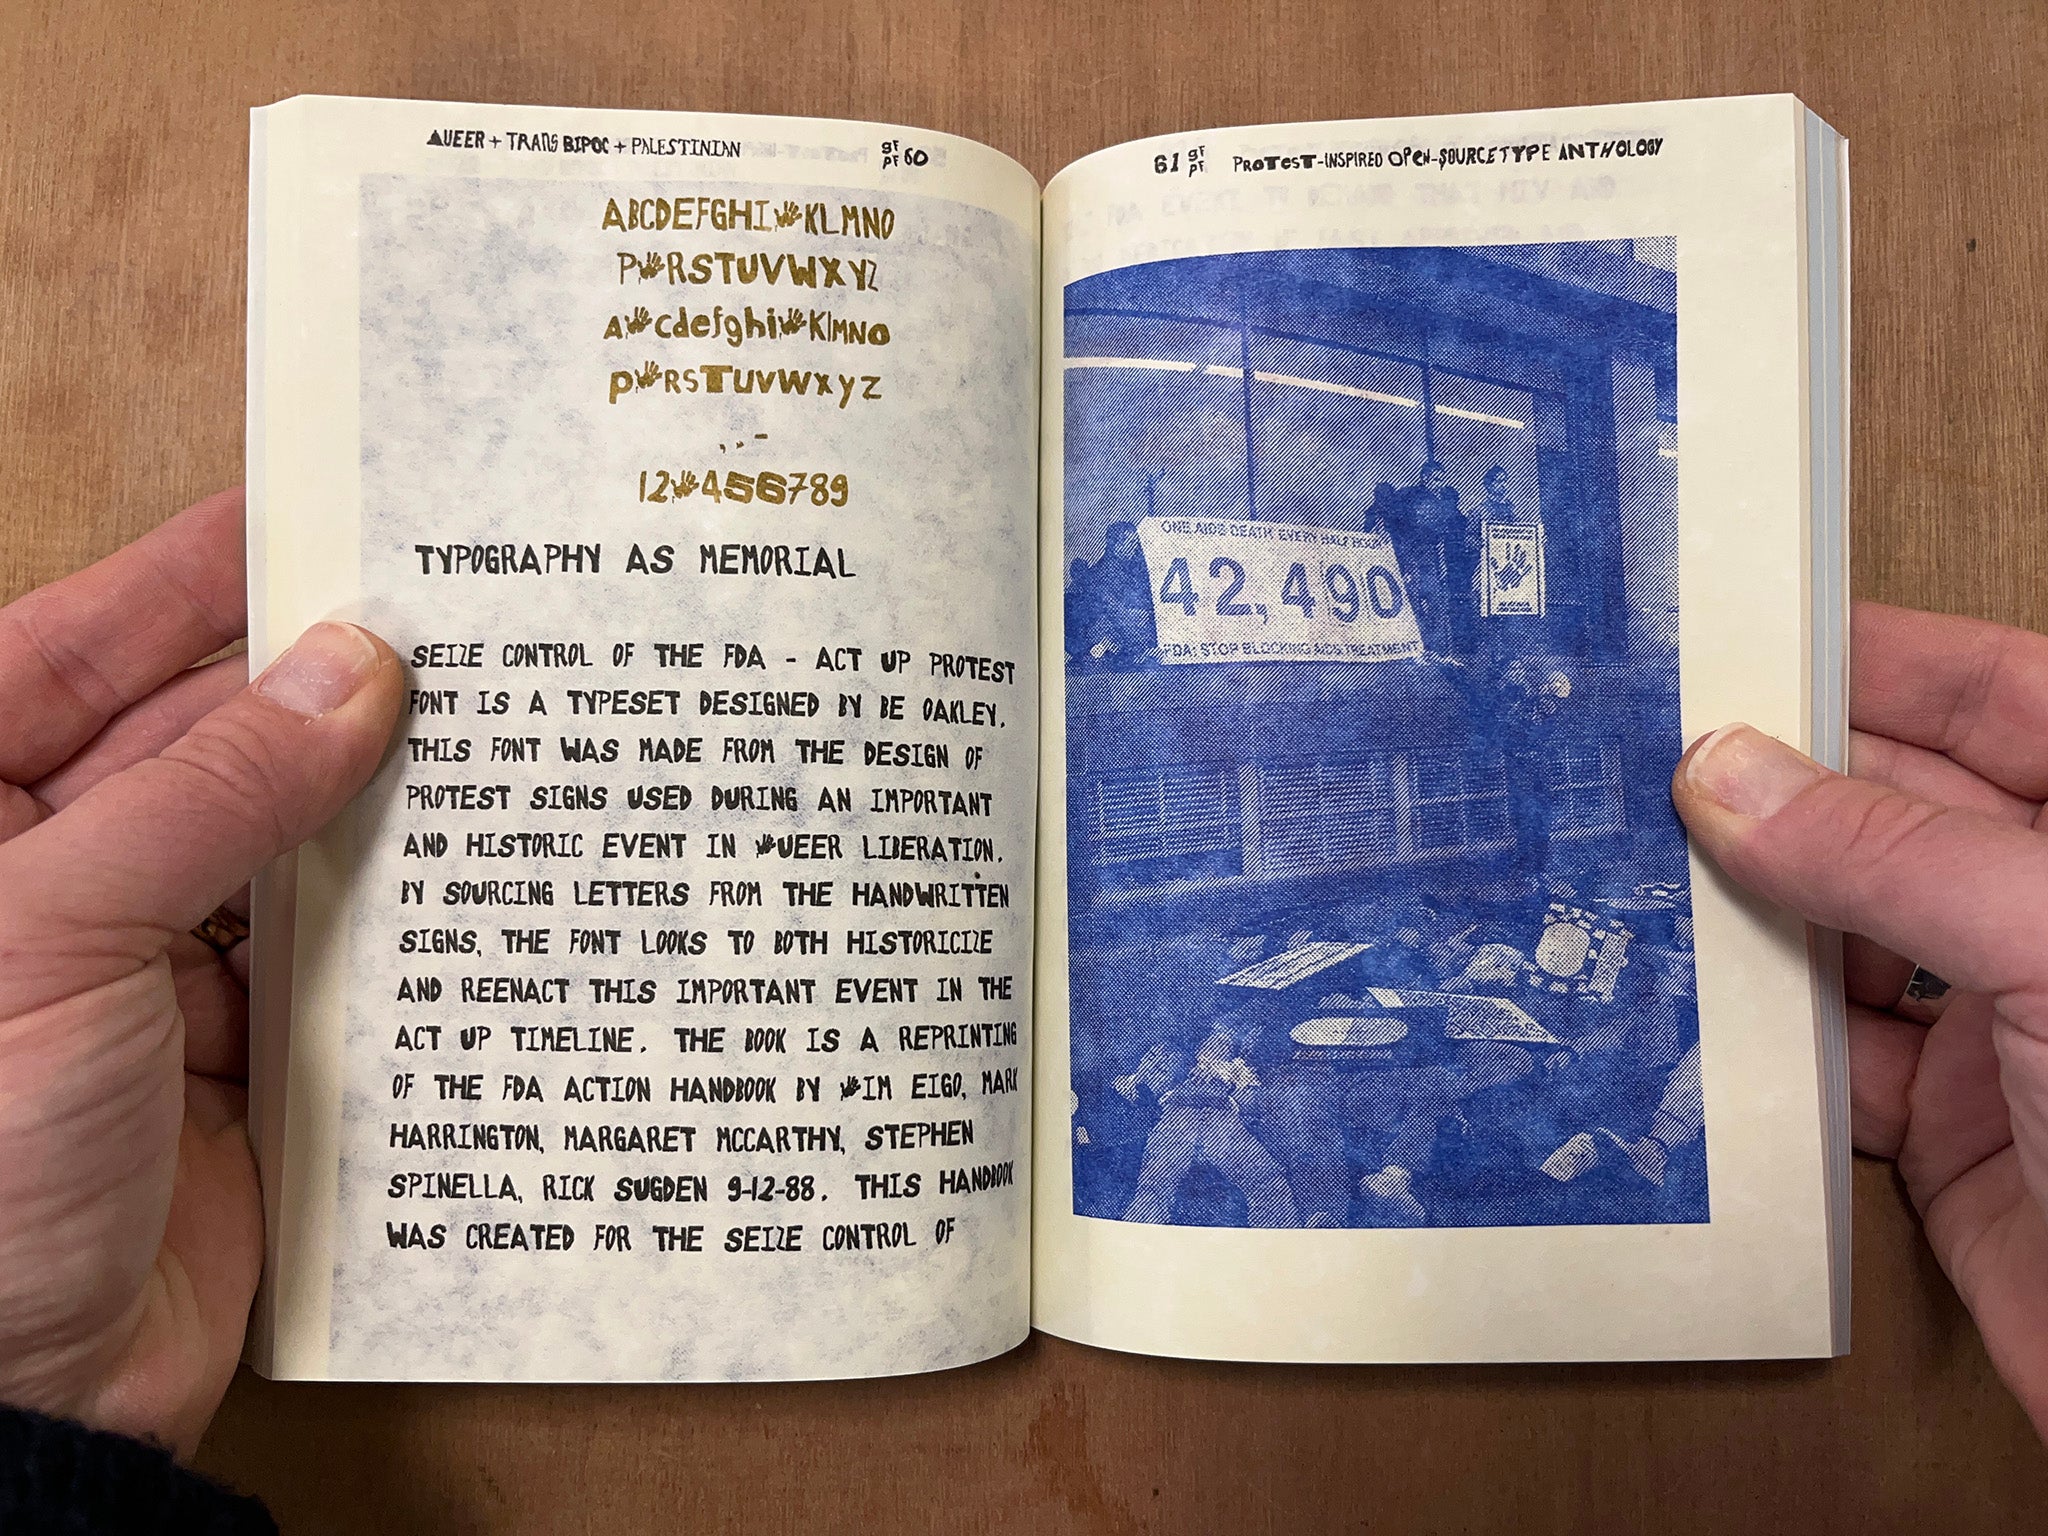 QUEER + TRANS BIPOC + PALESTINIAN
gF PF 60
ABCDEFGHI KLMNO
P RSTUVWXYZ
A cdefghi KlMNO
p RSTUVWXYZ
, . . -
12 456789
TYPOGRAPHY AS MEMORIAL
SEIZE CONTROL OF THE FDA - ACT UP PROTEST
FONT IS A TYPESET DESIGNED BY BE OAKLEY.
THIS FONT WAS MADE FROM THE DESIGN OF
PROTEST SIGNS USED DURING AN IMPORTANT
AND HISTORIC EVENT IN UEER LIBERATION.
BY SOURCING LETTERS FROM THE HANDWRITTEN
SIGNS, THE FONT LOOKS TO BOTH HISTORICIZE
AND REENACT THIS IMPORTANT EVENT IN THE
ACT UP TIMELINE. THE BOOK IS A REPRINTING
OF THE FDA ACTION HANDBOOK BY IM EIGO, MARK
HARRINGTON, MARGARET MCCARTHY, STEPHEN
SPINELLA, RICK SUGDEN 9-12-88. THIS HANDBOOK
WAS CREATED FOR THE SEIZE CONTROL OF
61 gF PF
PROTEST-INSPIRED OPEN-SOURCE TYPE ANTHOLOGY
ONE AIDS DEATH EVERY HALF HOUR
42,490
FDA: STOP BLOCKING AIDS TREATMENT